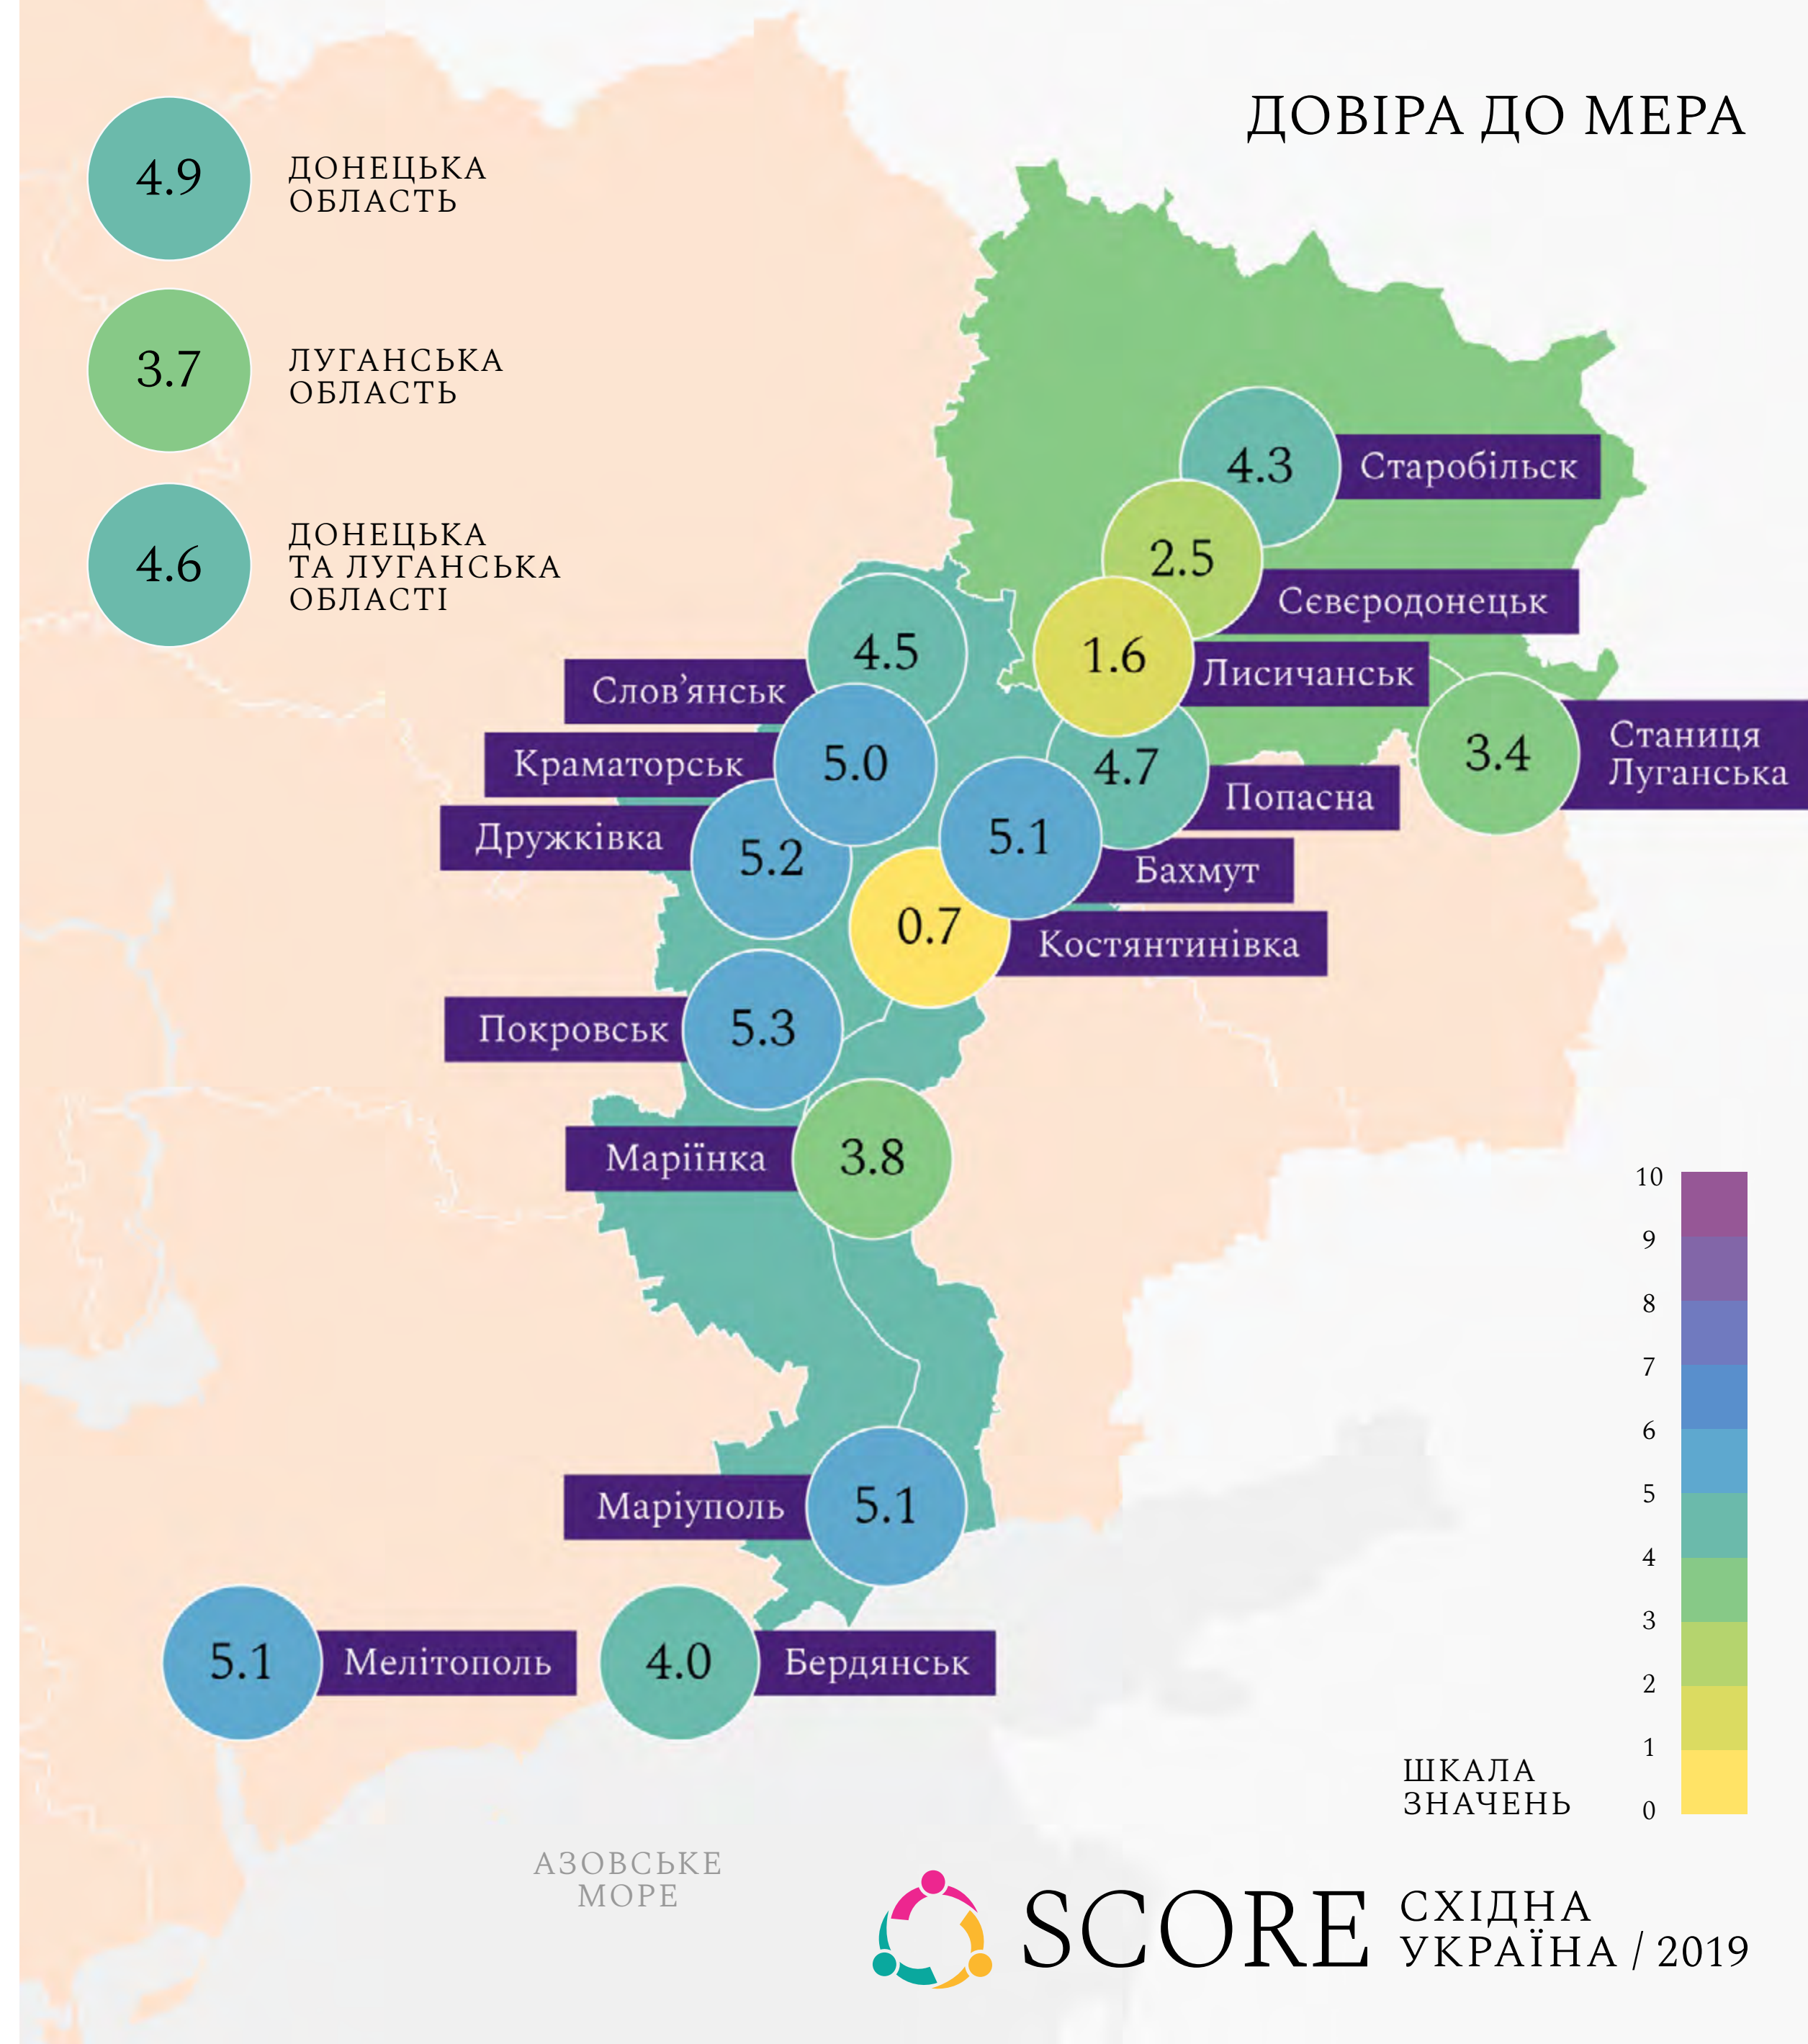 ДОВІРА ДО МЕРА
4.9
ДОНЕЦЬКА
ОБЛАСТЬ
3.7
ЛУГАНСЬКА
ОБЛАСТЬ
4.6
ДОНЕЦЬКА
ТА ЛУГАНСЬКА
ОБЛАСТІ
4.3
Старобільск
2.5
Сєвєродонецьк
1.6
Лисичанськ
4.5
Слов’янськ
3.4
Станиця
Луганська
5.0
Краматорськ
4.7
Попасна
5.2
Дружківка
5.1
Бахмут
0.7
Костянтинівка
5.3
Покровськ
3.8
Маріїнка
5.1
Маріуполь
5.1
Мелітополь
4.0
Бердянськ
10
9
8
7
6
5
4
3
2
1
0
ШКАЛА
ЗНАЧЕНЬ
АЗОВСЬКЕ
МОРЕ
SCORE
СХІДНА
УКРАЇНА / 2019